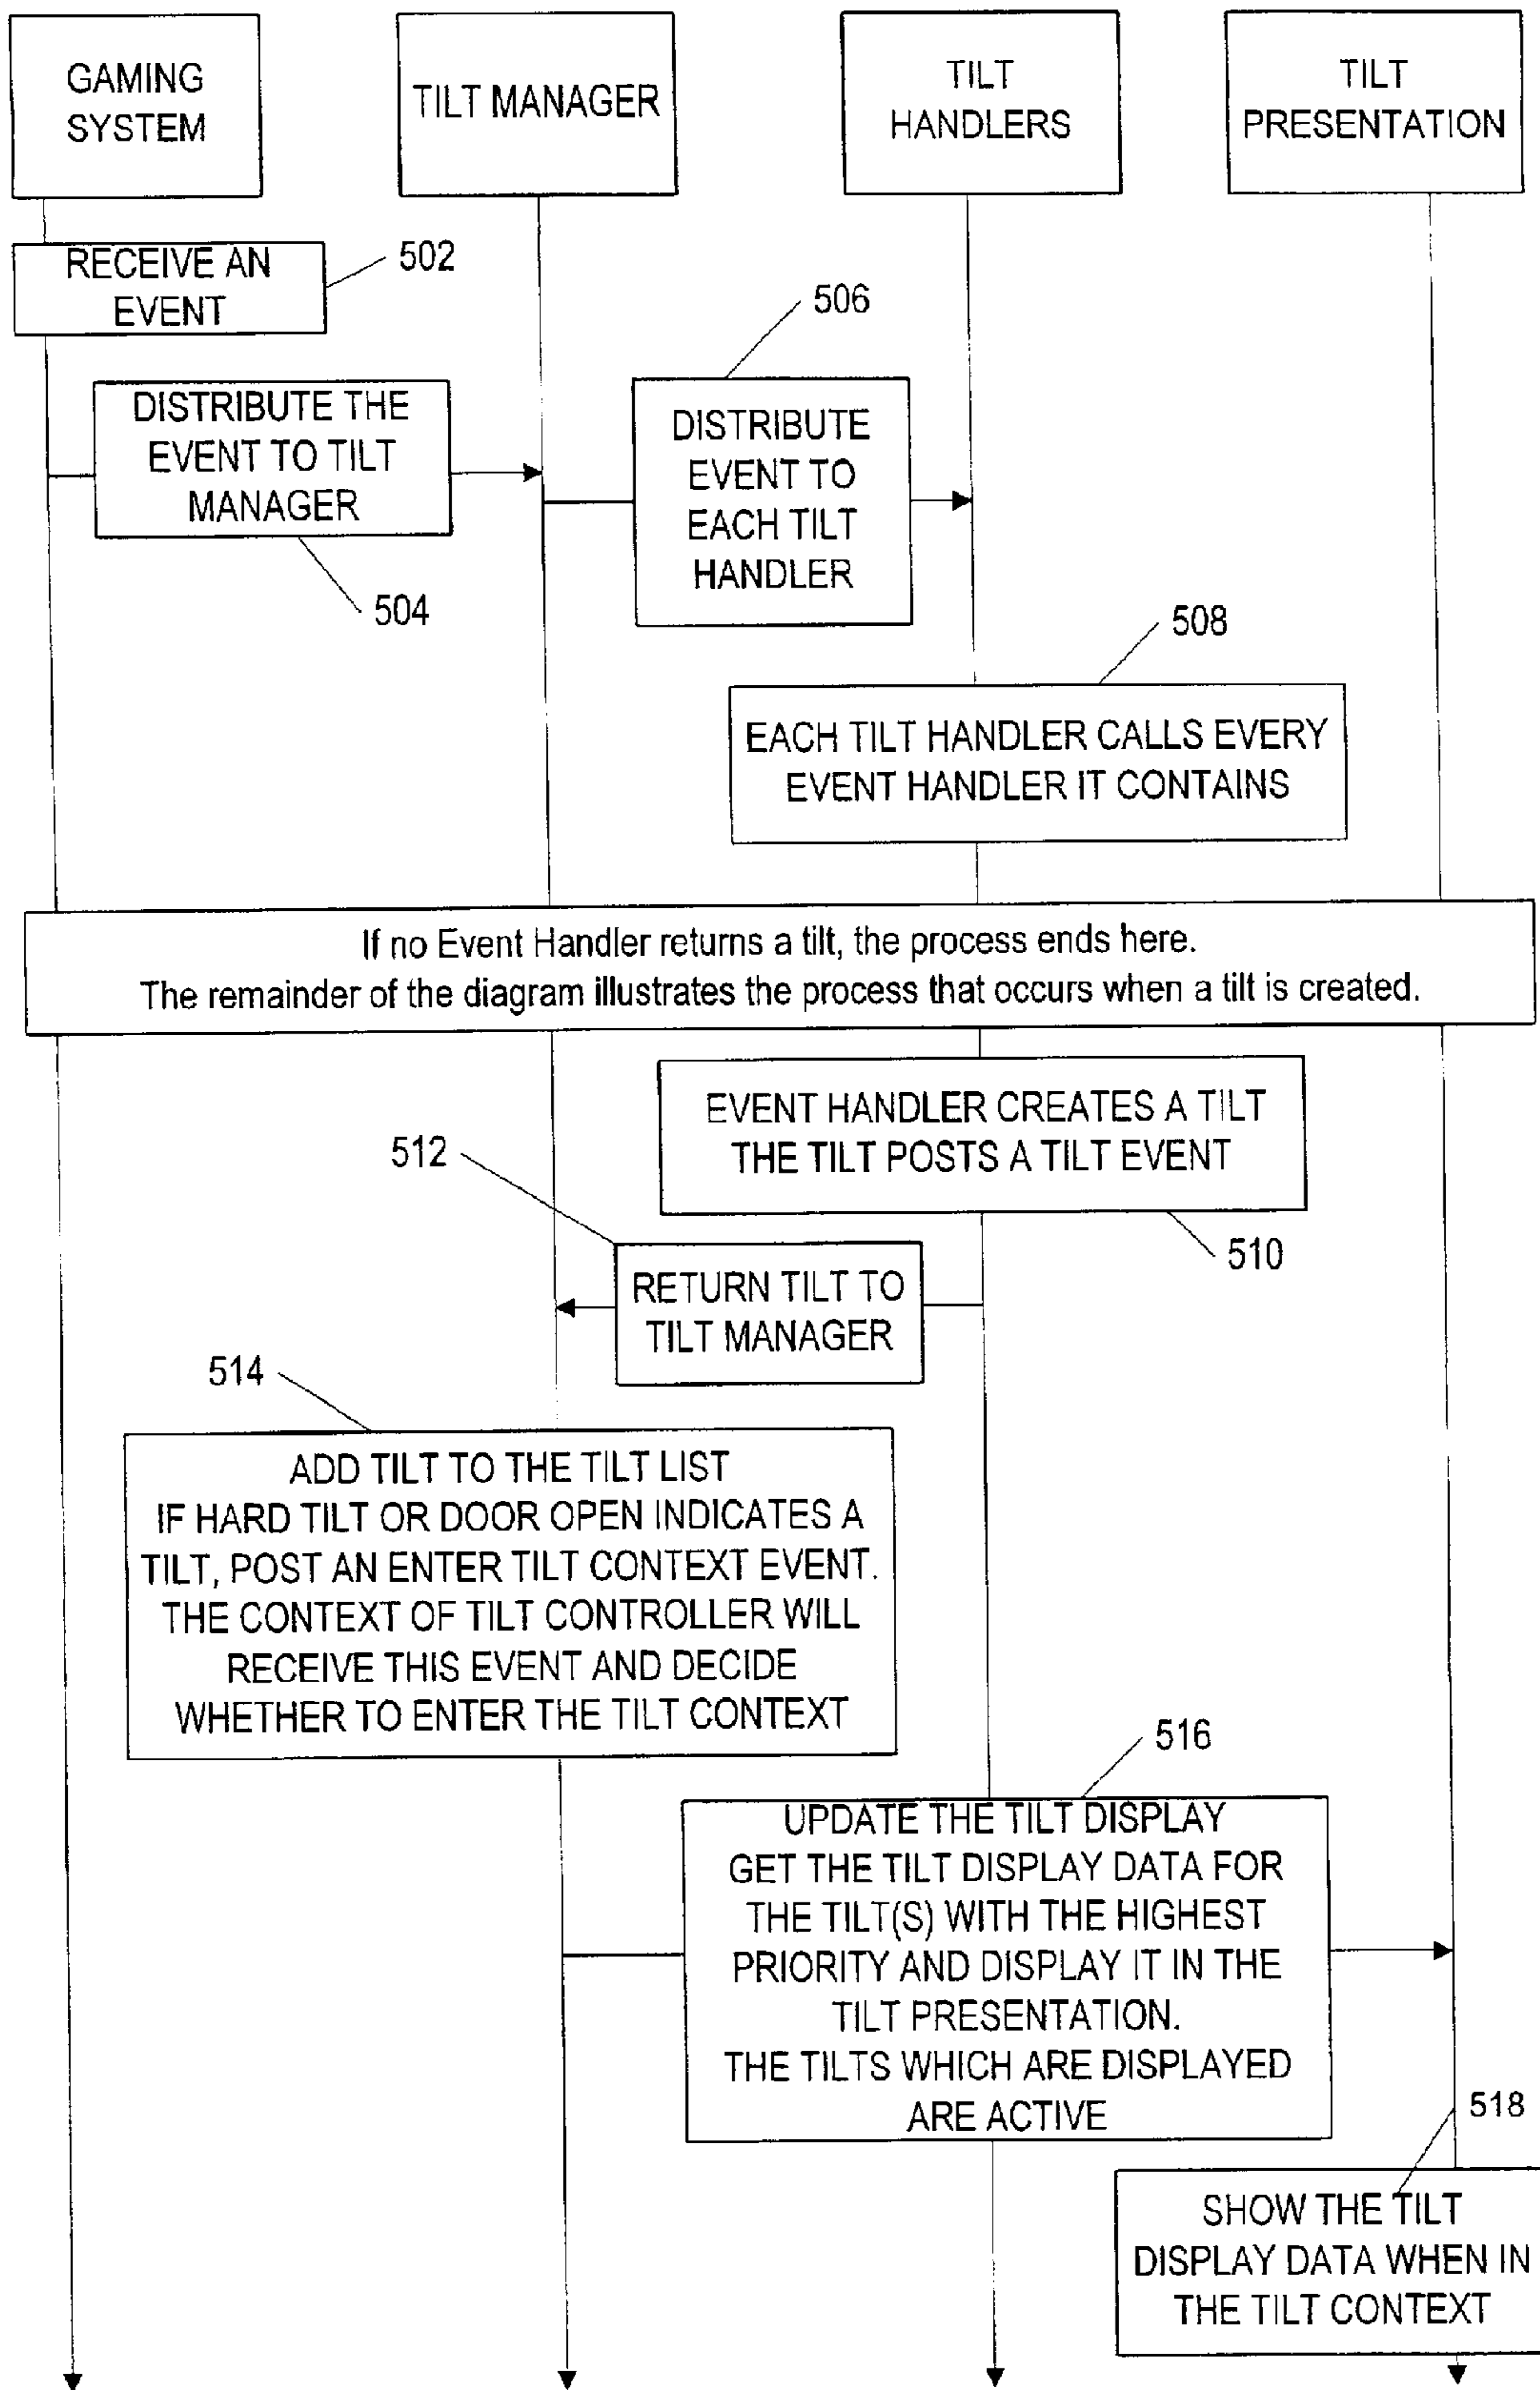 GAMING
SYSTEM
TILT MANAGER
TILT
HANDLERS
TILT
PRESENTATION
RECEIVE AN
EVENT
502
506
DISTRIBUTE THE
EVENT TO TILT
MANAGER
504
DISTRIBUTE
EVENT TO
EACH TILT
HANDLER
508
EACH TILT HANDLER CALLS EVERY
EVENT HANDLER IT CONTAINS
If no Event Handler returns a tilt, the process ends here.
The remainder of the diagram illustrates the process that occurs when a tilt is created.
EVENT HANDLER CREATES A TILT
THE TILT POSTS A TILT EVENT
510
512
RETURN TILT TO
TILT MANAGER
514
ADD TILT TO THE TILT LIST
IF HARD TILT OR DOOR OPEN INDICATES A
TILT, POST AN ENTER TILT CONTEXT EVENT.
THE CONTEXT OF TILT CONTROLLER WILL
RECEIVE THIS EVENT AND DECIDE
WHETHER TO ENTER THE TILT CONTEXT
516
UPDATE THE TILT DISPLAY
GET THE TILT DISPLAY DATA FOR
THE TILT(S) WITH THE HIGHEST
PRIORITY AND DISPLAY IT IN THE
TILT PRESENTATION.
THE TILTS WHICH ARE DISPLAYED
ARE ACTIVE
518
SHOW THE TILT
DISPLAY DATA WHEN IN
THE TILT CONTEXT